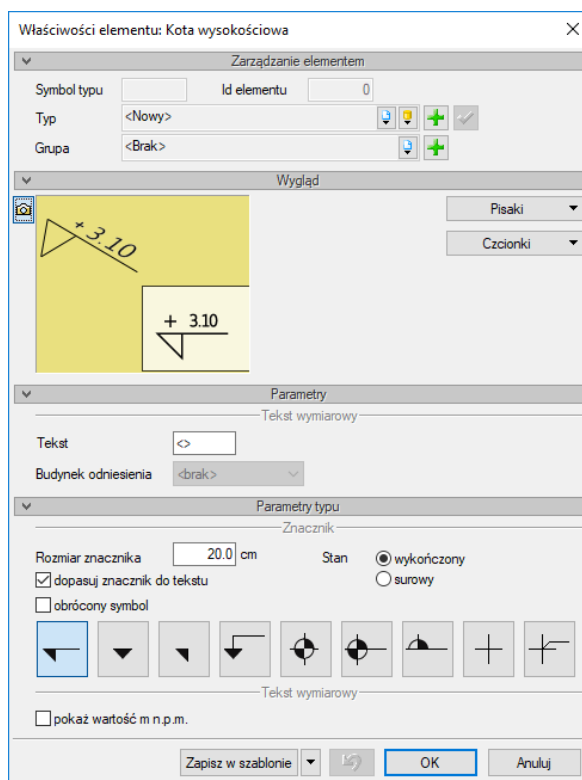 Właściwości elementu: Kota wysokościowa
Zarządzanie elementem
Symbol typu Id elementu 0
Typ <Nowy>
Grupa <Brak>
Wygląd
+ 3.10
+ 3.10
Pisaki
Czcionki
Parametry
Tekst wymiarowy
Tekst <>
Budynek odniesienia <brak>
Parametry typu
Znacznik
Rozmiar znacznika 20.0 cm Stan wykończony
dopasuj znacznik do tekstu surowy
obrócony symbol
Tekst wymiarowy
pokaż wartość m n.p.m.
Zapisz w szablonie OK Anuluj